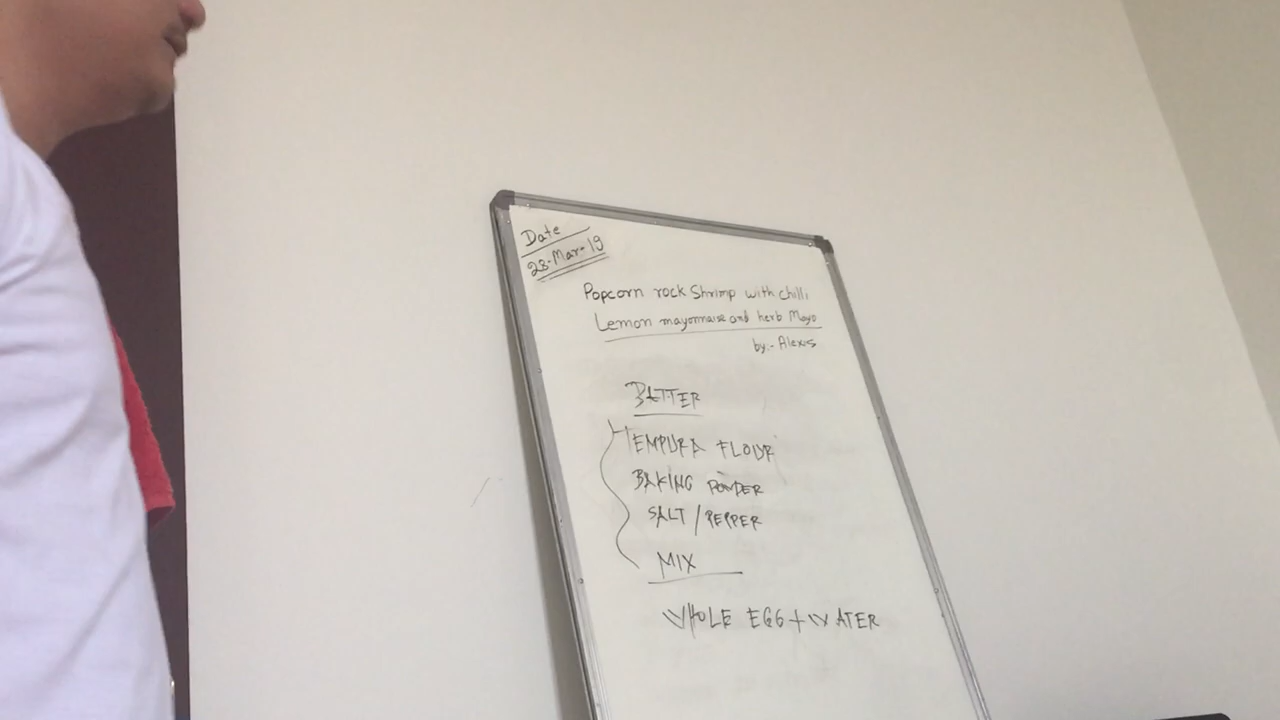 Date
28-Mar-19
Popcorn rock Shrimp with chilli
Lemon mayonnaise and herb Mayo
by:- Alexis
BATTER
TEMPURA FLOUR
BAKING POWDER
SALT / PEPPER
MIX
WHOLE EGG + WATER